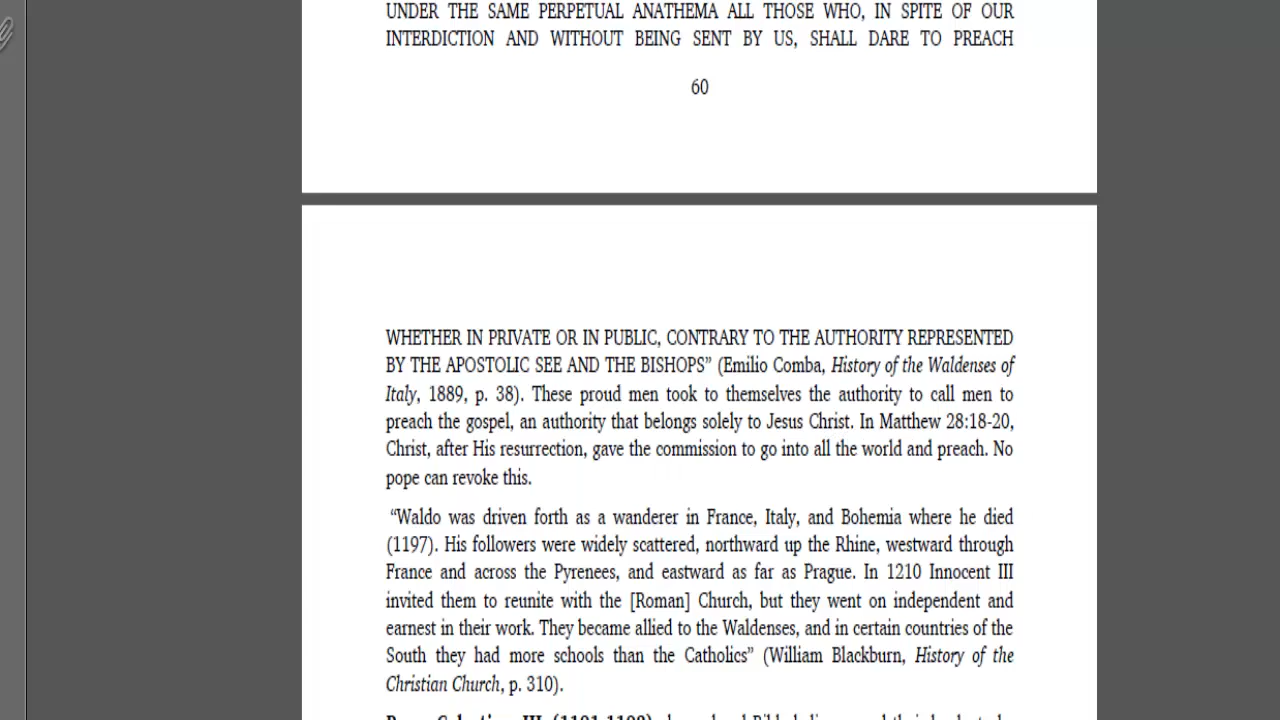 UNDER THE SAME PERPETUAL ANATHEMA ALL THOSE WHO, IN SPITE OF OUR
INTERDICTION AND WITHOUT BEING SENT BY US, SHALL DARE TO PREACH
60
WHETHER IN PRIVATE OR IN PUBLIC, CONTRARY TO THE AUTHORITY REPRESENTED
BY THE APOSTOLIC SEE AND THE BISHOPS” (Emilio Comba, History of the Waldenses of
Italy, 1889, p. 38). These proud men took to themselves the authority to call men to
preach the gospel, an authority that belongs solely to Jesus Christ. In Matthew 28:18-20,
Christ, after His resurrection, gave the commission to go into all the world and preach. No
pope can revoke this.
“Waldo was driven forth as a wanderer in France, Italy, and Bohemia where he died
(1197). His followers were widely scattered, northward up the Rhine, westward through
France and across the Pyrenees, and eastward as far as Prague. In 1210 Innocent III
invited them to reunite with the [Roman] Church, but they went on independent and
earnest in their work. They became allied to the Waldenses, and in certain countries of the
South they had more schools than the Catholics” (William Blackburn, History of the
Christian Church, p. 310).